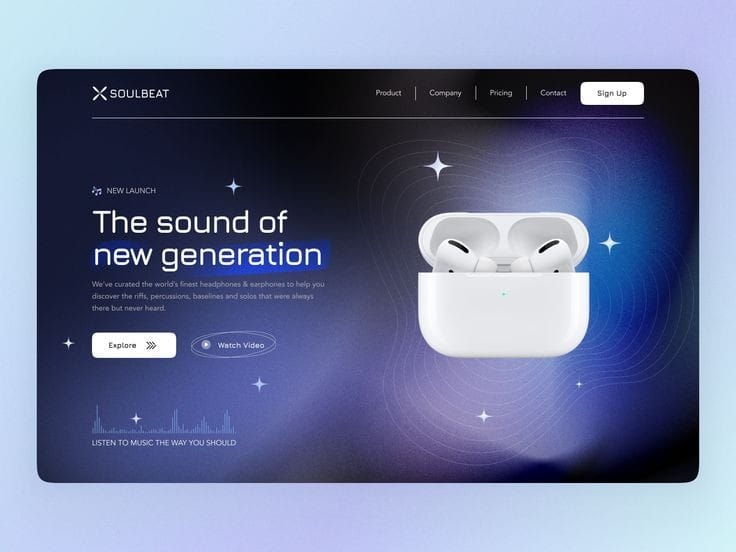 SOULBEAT
Product
Company
Pricing
Contact
Sign Up
NEW LAUNCH
The sound of
new generation
We've curated the world's finest headphones & earphones to help you
discover the riffs, percussions, baselines and solos that were always
there but never heard.
Explore
Watch Video
LISTEN TO MUSIC THE WAY YOU SHOULD